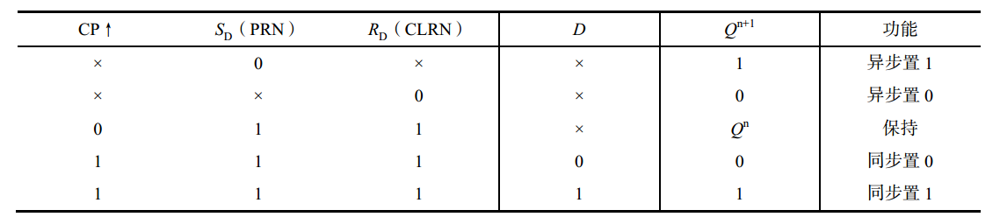 CP↑ S_D（PRN） R_D（CLRN） D Q^{n+1} 功能
× 0 × × 1 异步置 1
× × 0 × 0 异步置 0
0 1 1 × Q^n 保持
1 1 1 0 0 同步置 0
1 1 1 1 1 同步置 1